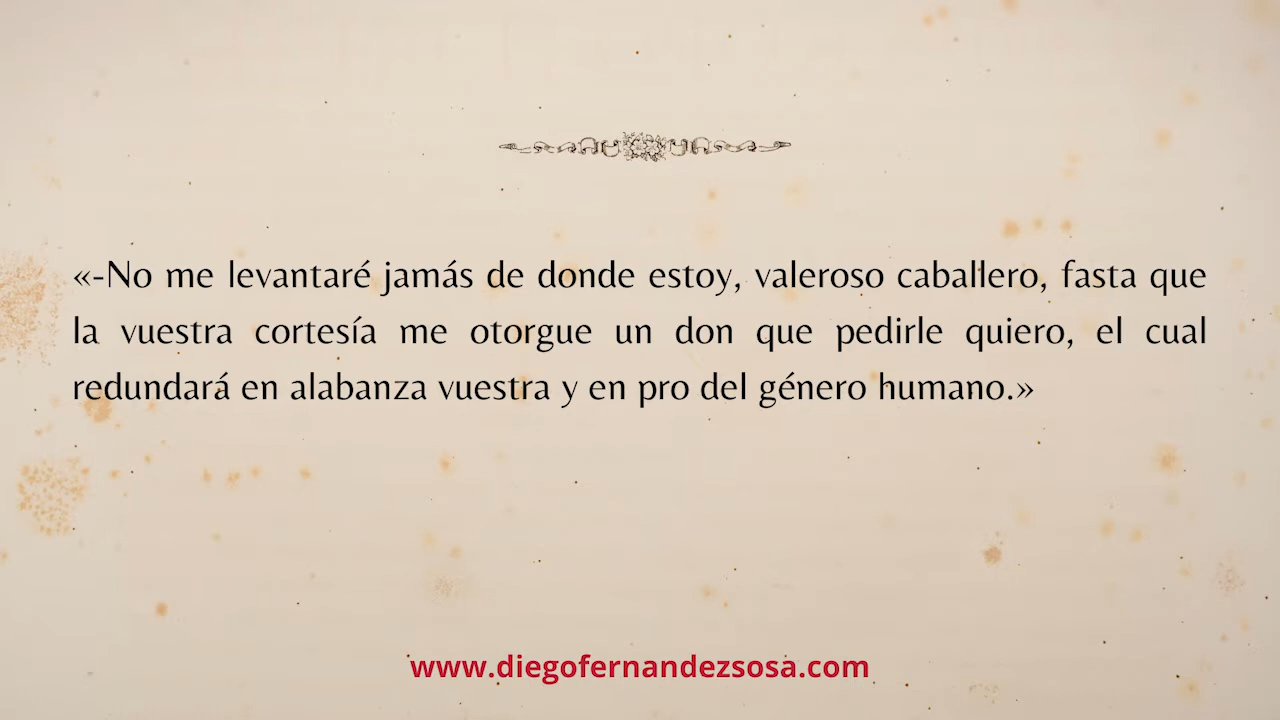 «-No me levantaré jamás de donde estoy, valeroso caballero, fasta que
la vuestra cortesía me otorgue un don que pedirle quiero, el cual
redundará en alabanza vuestra y en pro del género humano.»
www.diegofernandezsosa.com